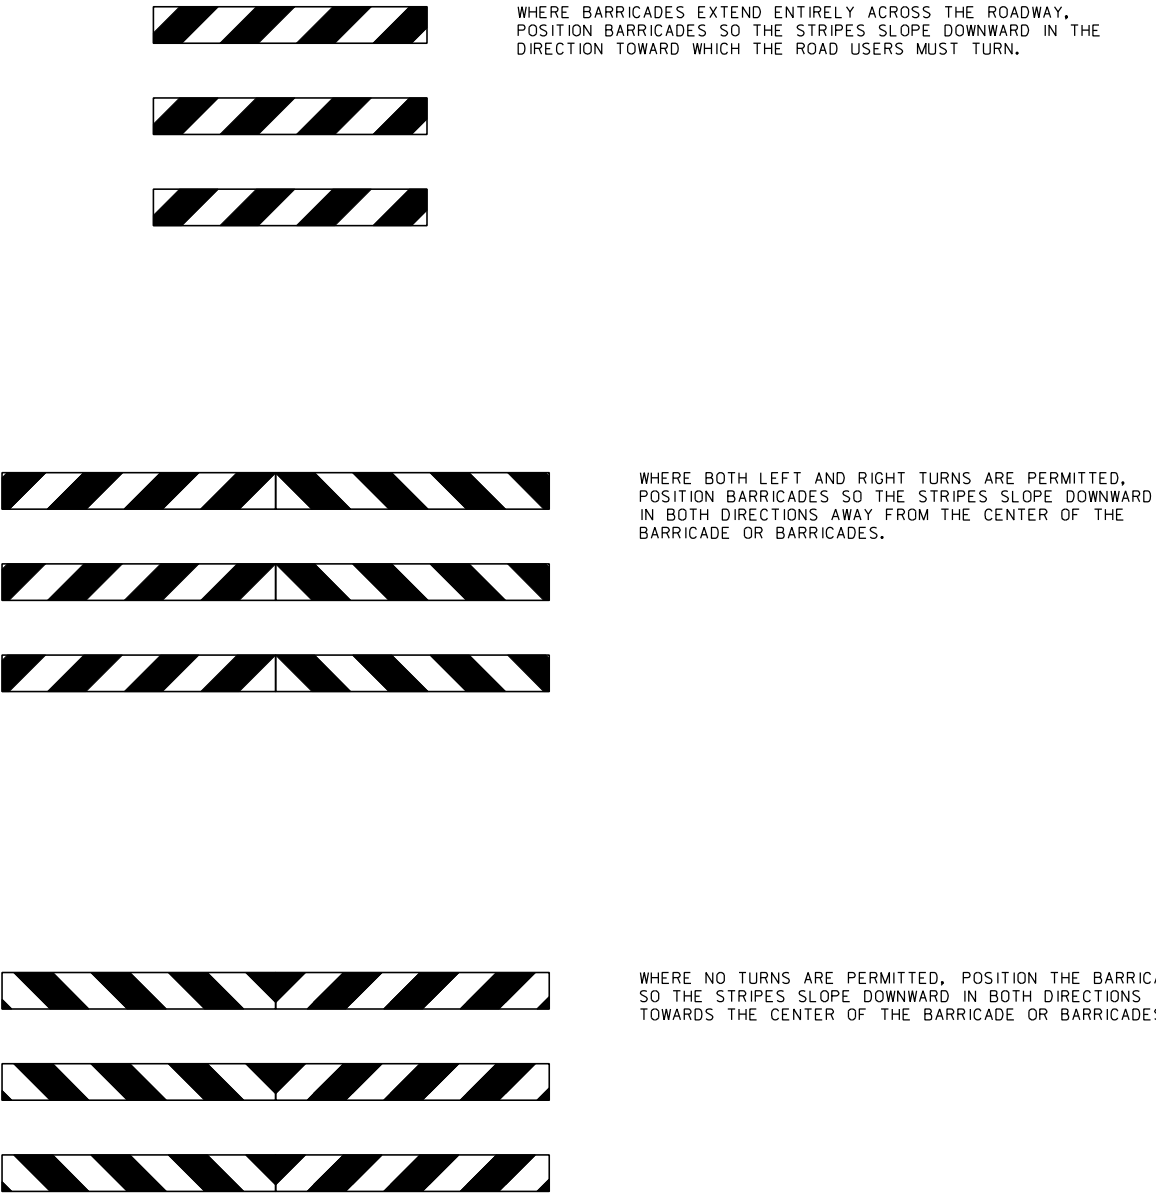 WHERE BARRICADES EXTEND ENTIRELY ACROSS THE ROADWAY,
POSITION BARRICADES SO THE STRIPES SLOPE DOWNWARD IN THE
DIRECTION TOWARD WHICH THE ROAD USERS MUST TURN.
WHERE BOTH LEFT AND RIGHT TURNS ARE PERMITTED,
POSITION BARRICADES SO THE STRIPES SLOPE DOWNWARD
IN BOTH DIRECTIONS AWAY FROM THE CENTER OF THE
BARRICADE OR BARRICADES.
WHERE NO TURNS ARE PERMITTED, POSITION THE
SO THE STRIPES SLOPE DOWNWARD IN BOTH DIRECTIONS
TOWARDS THE CENTER OF THE BARRICADE OR BARRICADES